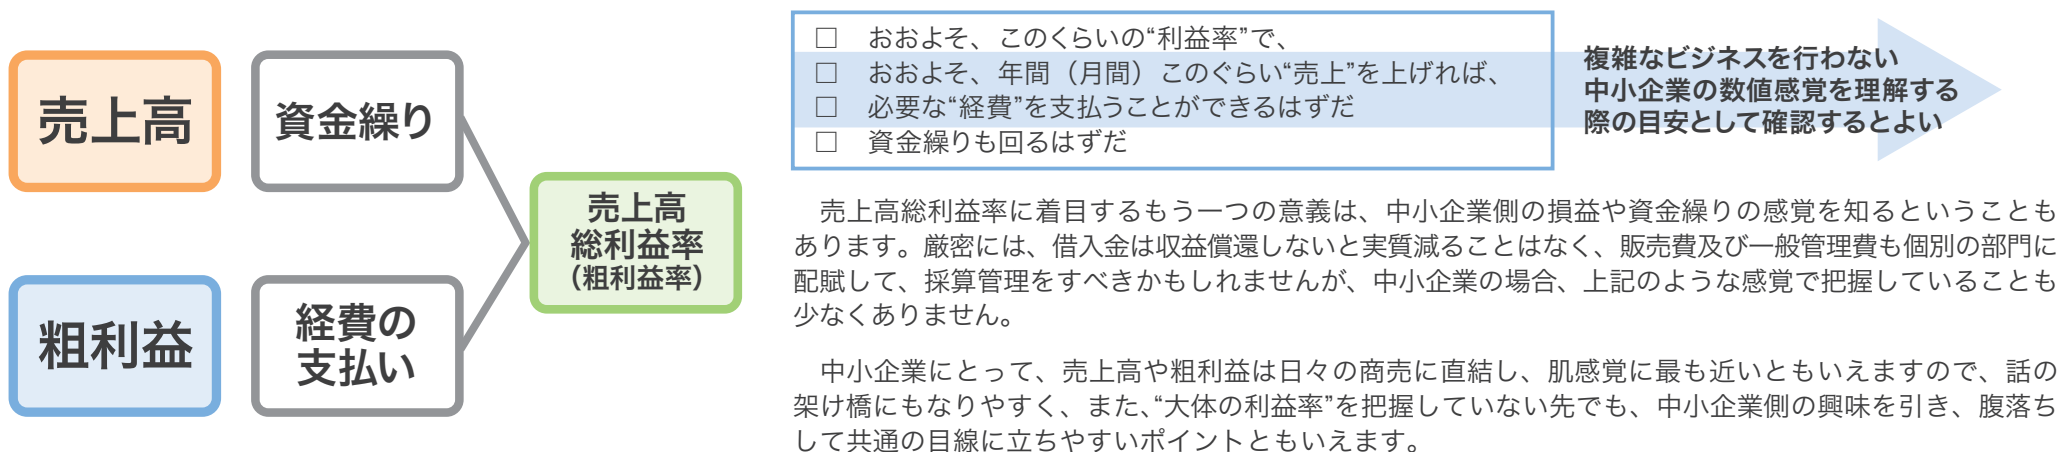 売上高
資金繰り
粗利益
経費の
支払い
売上高
総利益率
（粗利益率）
□ おおよそ、このくらいの“利益率”で、
□ おおよそ、年間（月間）このぐらい“売上”を上げれば、
□ 必要な“経費”を支払うことができるはずだ
□ 資金繰りも回るはずだ
複雑なビジネスを行わない
中小企業の数値感覚を理解する
際の目安として確認するとよい
売上高総利益率に着目するもう一つの意義は、中小企業側の損益や資金繰りの感覚を知るということも
あります。厳密には、借入金は収益償還しないと実質減ることはなく、販売費及び一般管理費も個別の部門に
配賦して、採算管理をすべきかもしれませんが、中小企業の場合、上記のような感覚で把握していることも
少なくありません。
中小企業にとって、売上高や粗利益は日々の商売に直結し、肌感覚に最も近いともいえますので、話の
架け橋にもなりやすく、また、“大体の利益率”を把握していない先でも、中小企業側の興味を引き、腹落ち
して共通の目線に立ちやすいポイントともいえます。